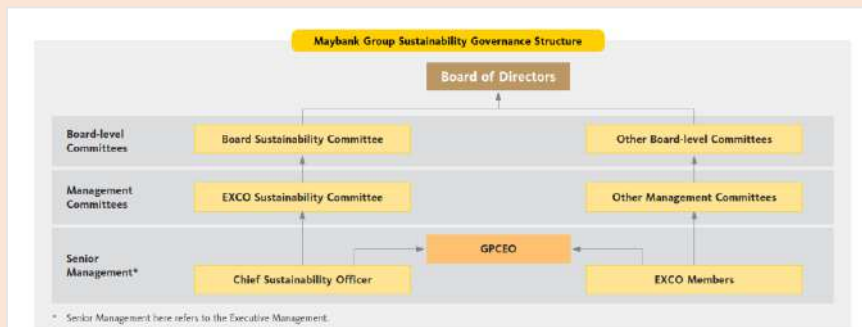 Maybank Group Sustainability Governance Structure
Board of Directors
Board-level
Committees
Board Sustainability Committee
Other Board-level Committees
Management
Committees
EXCO Sustainability Committee
Other Management Committees
Senior
Management*
GPCEO
Chief Sustainability Officer
EXCO Members
* Senior Management here refers to the Executive Management.